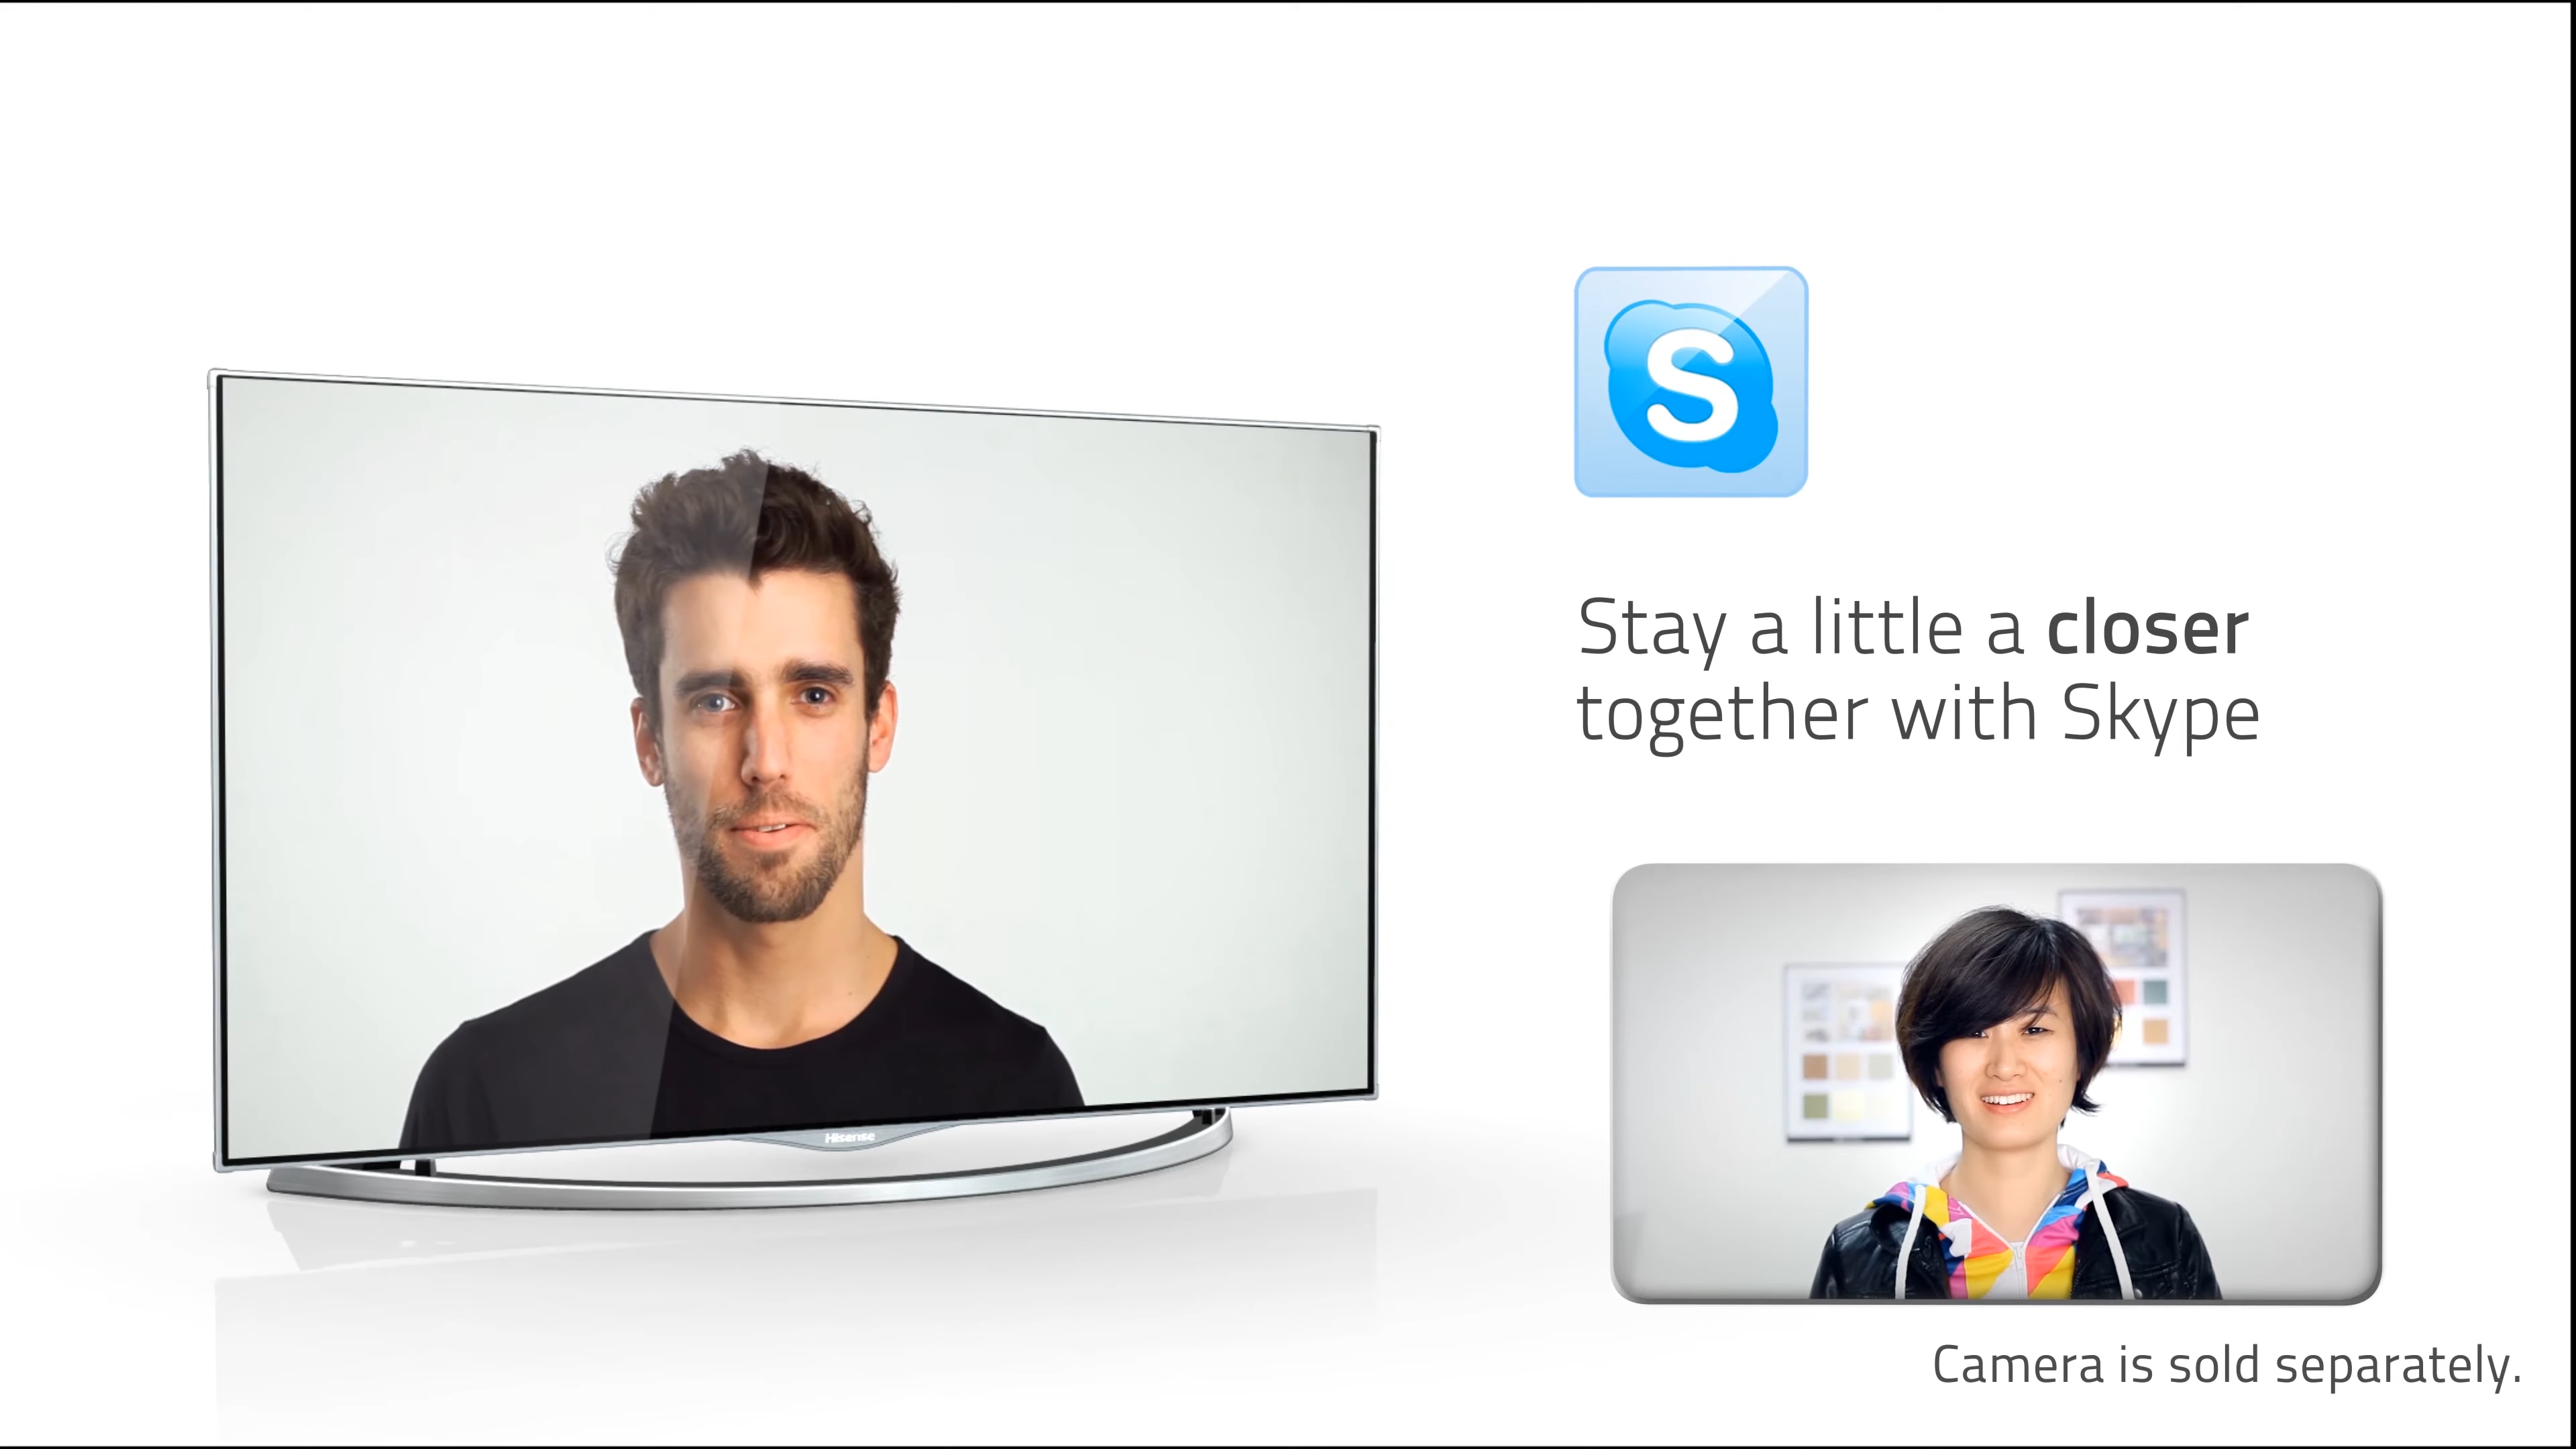 S
Stay a little a closer
together with Skype
Hisense
Camera is sold separately.